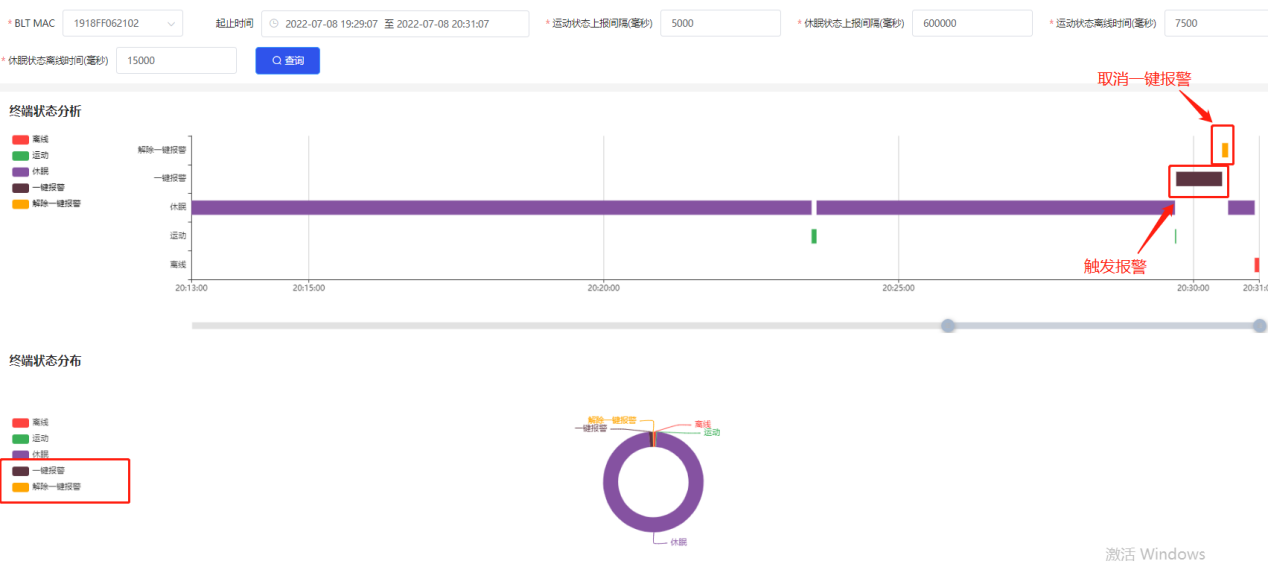 * BLT MAC 1918FF062102 起止时间 2022-07-08 19:29:07 至 2022-07-08 20:31:07 * 运动状态上报间隔(毫秒) 5000 * 休眠状态上报间隔(毫秒) 600000 * 运动状态离线时间(毫秒) 7500
* 休眠状态离线时间(毫秒) 15000 查询
取消一键报警
终端状态分析
离线
运动
休眠
一键报警
解除一键报警
解除一键报警
一键报警
休眠
运动
离线
触发报警
20:13:00 20:15:00 20:20:00 20:25:00 20:30:00 20:31:0
终端状态分布
离线
运动
休眠
一键报警
解除一键报警
解除一键报警
一键报警
离线
运动
休眠
激活 Windows